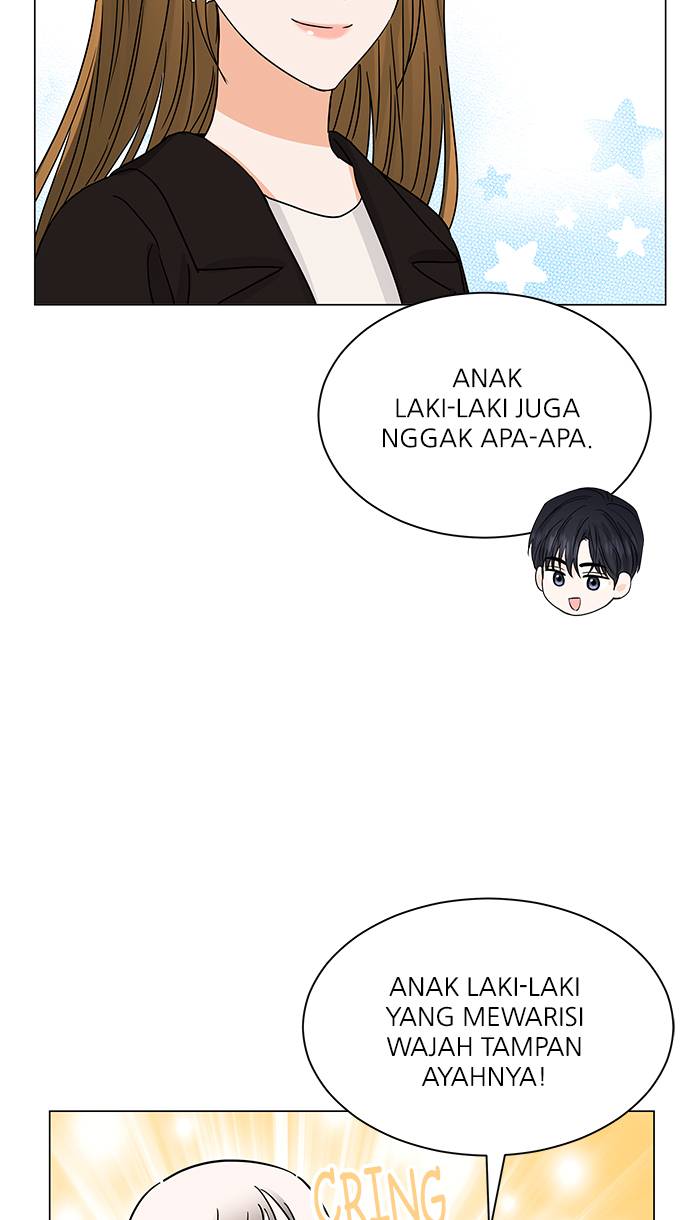 ANAK
LAKI-LAKI JUGA
NGGAK APA-APA.
ANAK LAKI-LAKI
YANG MEWARISI
WAJAH TAMPAN
AYAHNYA!
CRING